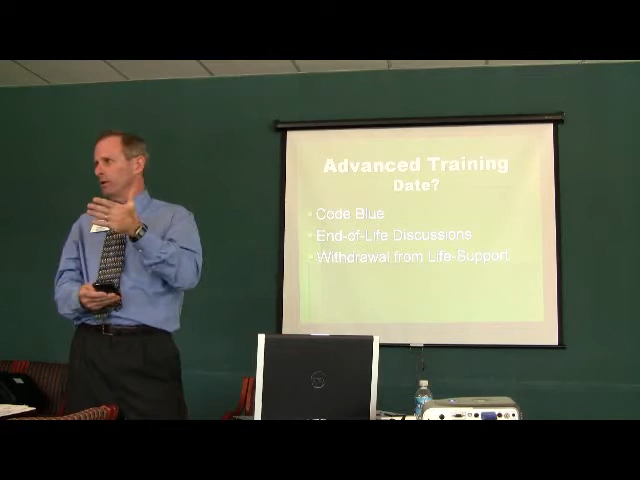 Advanced Training
Date?
Code Blue
End-of-Life Discussions
Withdrawal from Life-Support